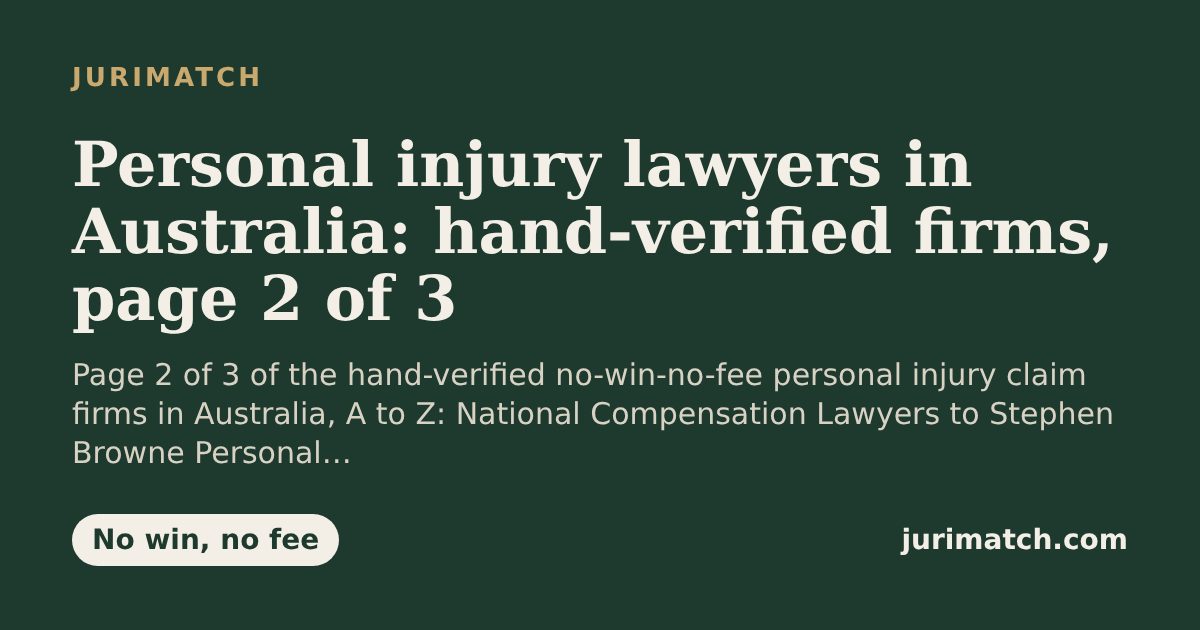 JURIMATCH
Personal injury lawyers in
Australia: hand-verified firms,
page 2 of 3
Page 2 of 3 of the hand-verified no-win-no-fee personal injury claim
firms in Australia, A to Z: National Compensation Lawyers to Stephen
Browne Personal…
No win, no fee
jurimatch.com